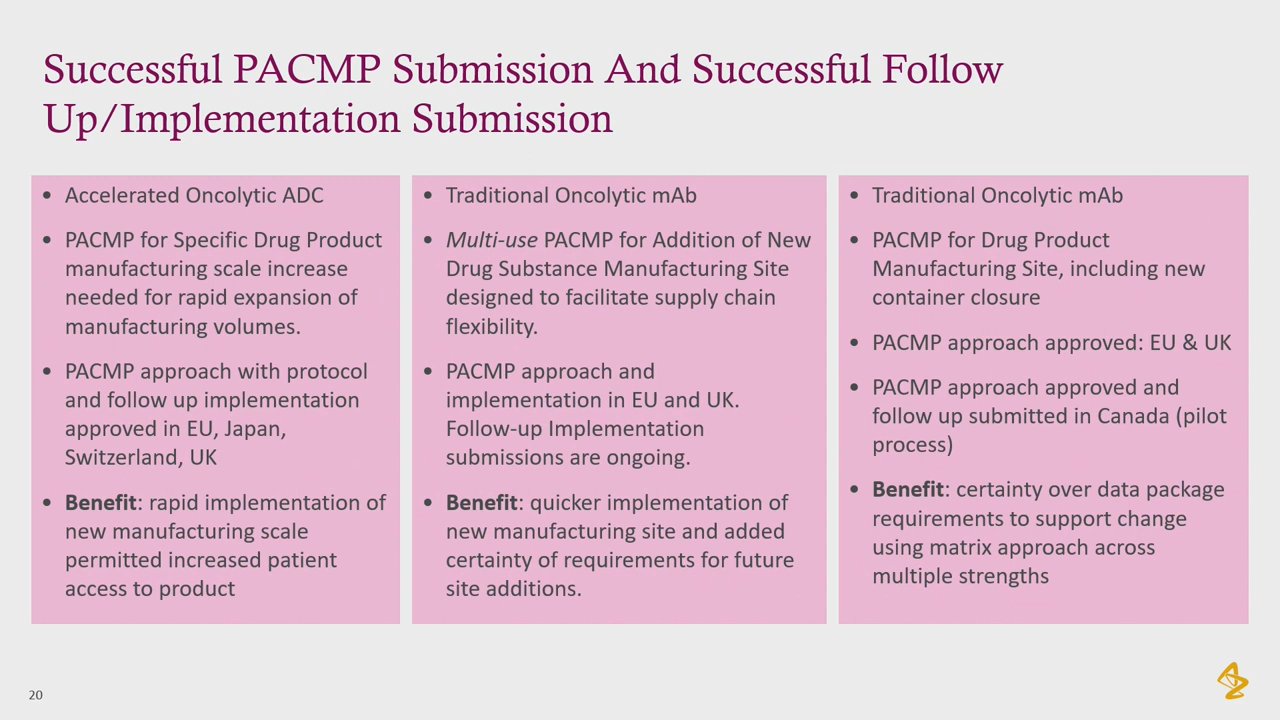 Successful PACMP Submission And Successful Follow
Up/Implementation Submission
• Accelerated Oncolytic ADC
• PACMP for Specific Drug Product
manufacturing scale increase
needed for rapid expansion of
manufacturing volumes.
• PACMP approach with protocol
and follow up implementation
approved in EU, Japan,
Switzerland, UK
• Benefit: rapid implementation of
new manufacturing scale
permitted increased patient
access to product
• Traditional Oncolytic mAb
• Multi-use PACMP for Addition of New
Drug Substance Manufacturing Site
designed to facilitate supply chain
flexibility.
• PACMP approach and
implementation in EU and UK.
Follow-up Implementation
submissions are ongoing.
• Benefit: quicker implementation of
new manufacturing site and added
certainty of requirements for future
site additions.
• Traditional Oncolytic mAb
• PACMP for Drug Product
Manufacturing Site, including new
container closure
• PACMP approach approved: EU & UK
• PACMP approach approved and
follow up submitted in Canada (pilot
process)
• Benefit: certainty over data package
requirements to support change
using matrix approach across
multiple strengths
20